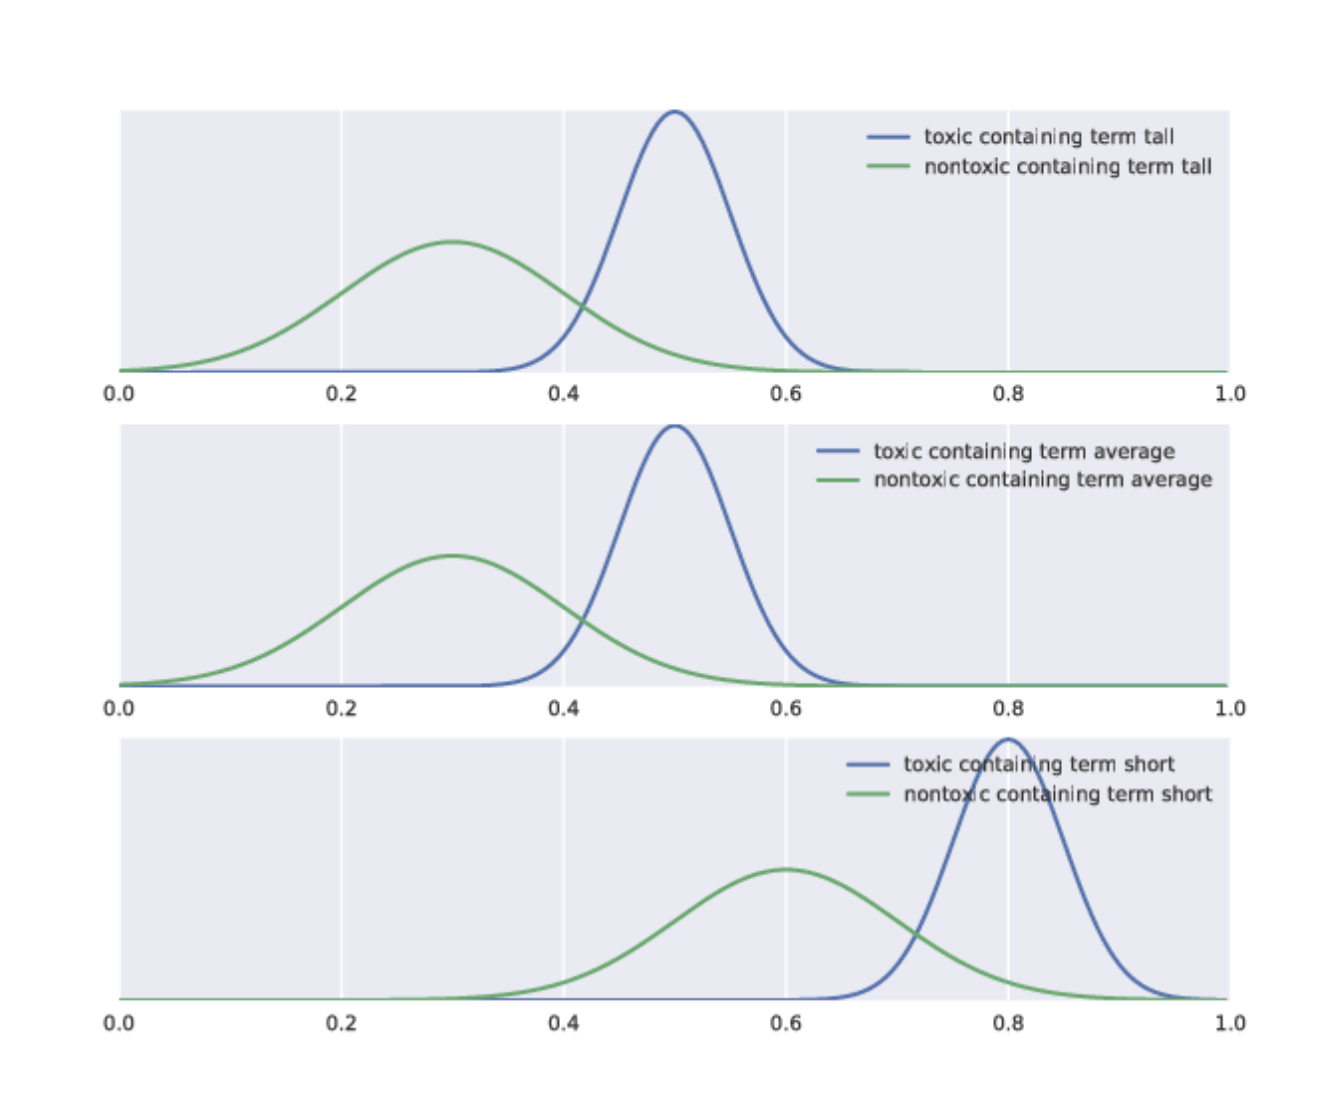 toxic containing term tall
nontoxic containing term tall
0.0 0.2 0.4 0.6 0.8 1.0
toxic containing term average
nontoxic containing term average
0.0 0.2 0.4 0.6 0.8 1.0
toxic containing term short
nontoxic containing term short
0.0 0.2 0.4 0.6 0.8 1.0